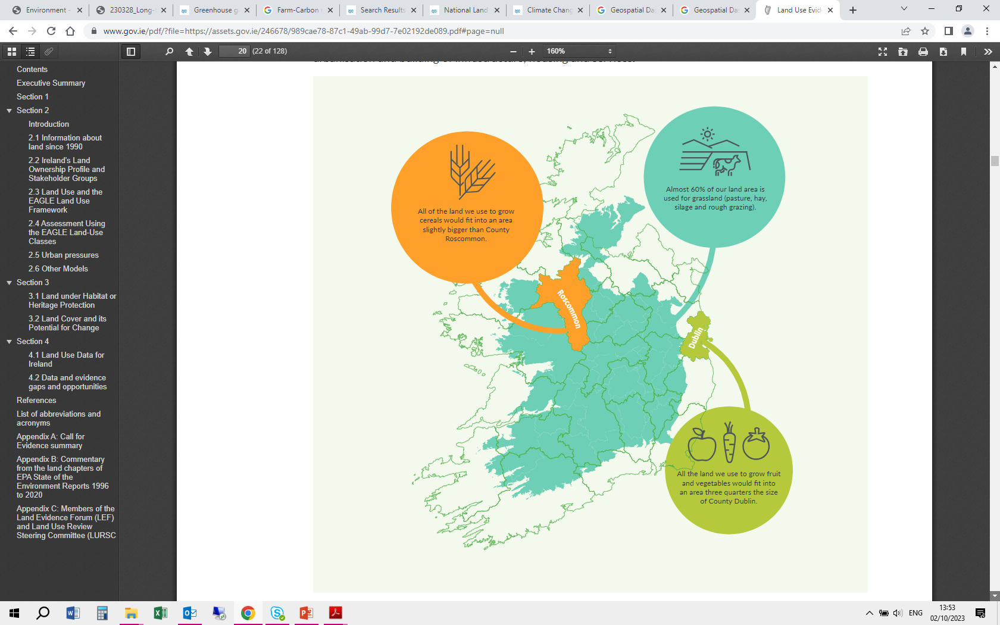 Environment -
230328_Long-
Greenhouse g
Farm-Carbon
Search Results
National Land
Climate Chang
Geospatial Da
Geospatial Da
Land Use Evid
www.gov.ie/pdf/?file=https://assets.gov.ie/246678/989cae78-87c1-49ab-99d7-7e02192de089.pdf#page=null
20 (22 of 128)
160%
Contents
Executive Summary
Section 1
Section 2
Introduction
2.1 Information about
land since 1990
2.2 Ireland's Land
Ownership Profile and
Stakeholder Groups
2.3 Land Use and the
EAGLE Land Use
Framework
2.4 Assessment Using
the EAGLE Land-Use
Classes
2.5 Urban pressures
2.6 Other Models
Section 3
3.1 Land under Habitat or
Heritage Protection
3.2 Land Cover and its
Potential for Change
Section 4
4.1 Land Use Data for
Ireland
4.2 Data and evidence
gaps and opportunities
References
List of abbreviations and
acronyms
Appendix A: Call for
Evidence summary
Appendix B: Commentary
from the land chapters of
EPA State of the
Environment Reports 1996
to 2020
Appendix C: Members of the
Land Evidence Forum (LEF)
and Land Use Review
Steering Committee (LURSC
urbanisation and building of infrastructure, housing and services.
All of the land we use to grow
cereals would fit into an area
slightly bigger than County
Roscommon.
Almost 60% of our land area is
used for grassland (pasture, hay,
silage and rough grazing).
Roscommon
Dublin
All the land we use to grow fruit
and vegetables would fit into
an area three quarters the size
of County Dublin.
ENG
13:53
02/10/2023